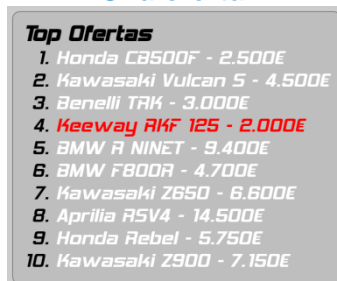 Top Ofertas
1. Honda CB500F - 2.500€
2. Kawasaki Vulcan S - 4.500€
3. Benelli TRK - 3.000€
4. Keeway RKF 125 - 2.000€
5. BMW R NINET - 9.400€
6. BMW F800R - 4.700€
7. Kawasaki Z650 - 6.600€
8. Aprilia RSV4 - 14.500€
9. Honda Rebel - 5.750€
10. Kawasaki Z900 - 7.150€